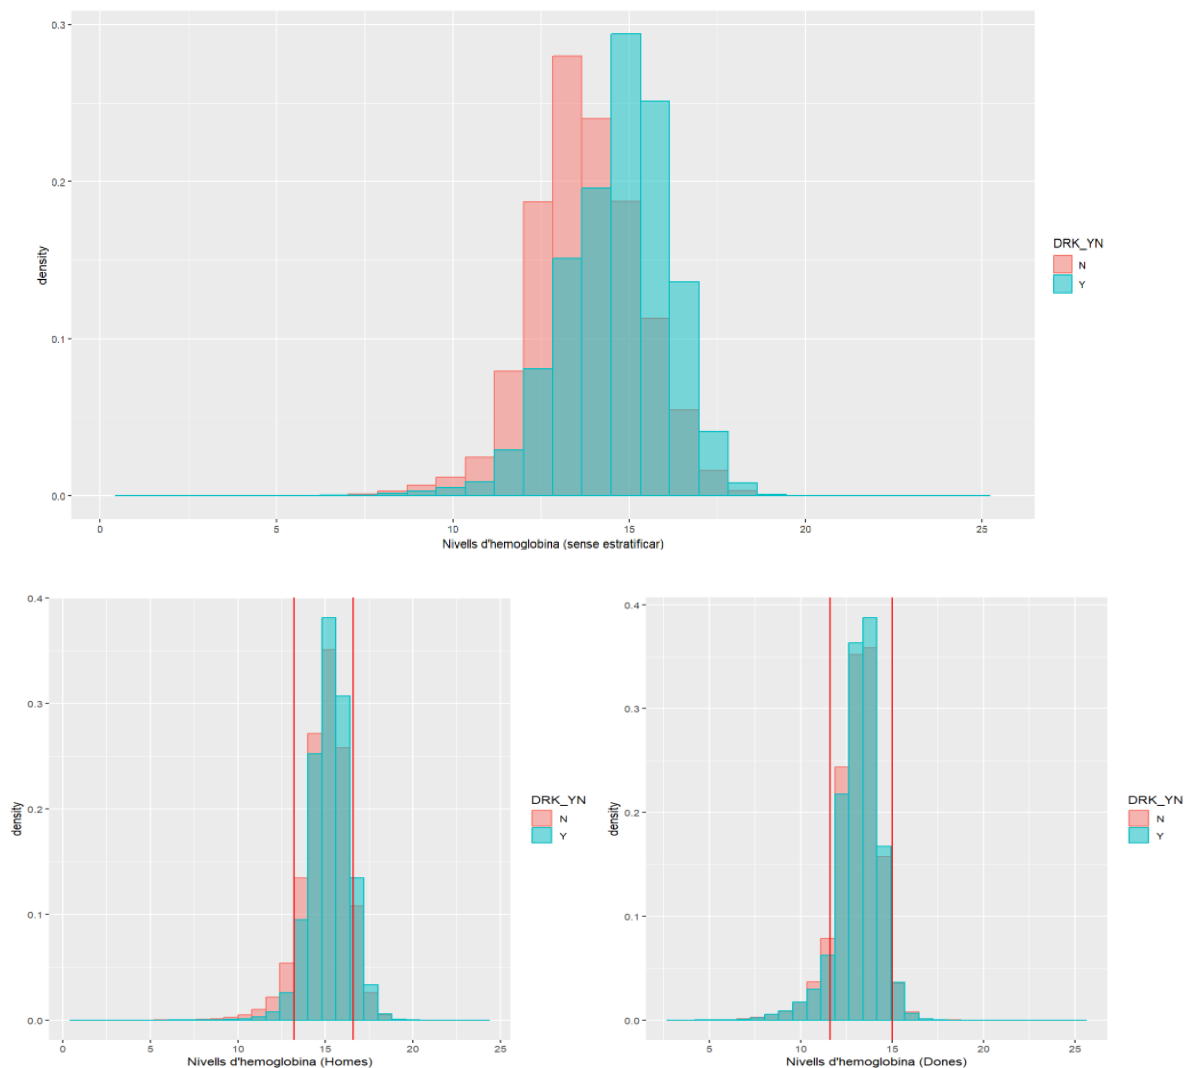 0.3
0.2
0.1
0.0
density
0
5
10
15
20
25
Nivells d'hemoglobina (sense estratificar)
DRK_YN
N
Y
0.4
0.3
0.2
0.1
0.0
density
0
5
10
15
20
25
Nivells d'hemoglobina (Homes)
DRK_YN
N
Y
0.4
0.3
0.2
0.1
0.0
density
5
10
15
20
25
Nivells d'hemoglobina (Dones)
DRK_YN
N
Y